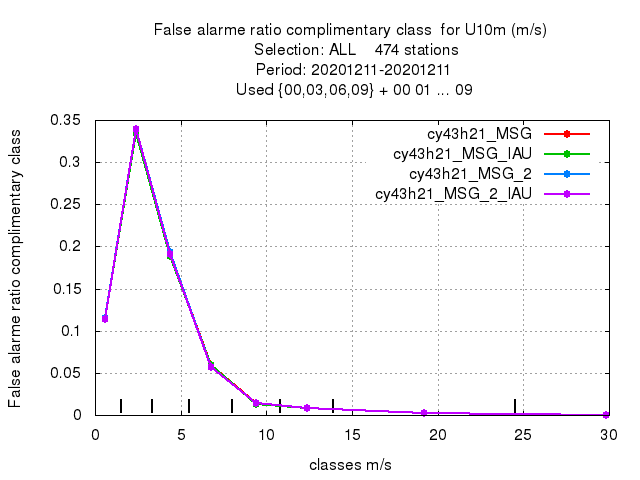 False alarme ratio complimentary class  for U10m (m/s)
Selection: ALL    474 stations
Period: 20201211-20201211
Used {00,03,06,09} + 00 01 ... 09
cy43h21_MSG
cy43h21_MSG_IAU
cy43h21_MSG_2
cy43h21_MSG_2_IAU
False alarme ratio complimentary class
0.35
0.3
0.25
0.2
0.15
0.1
0.05
0
0 5 10 15 20 25 30
classes m/s